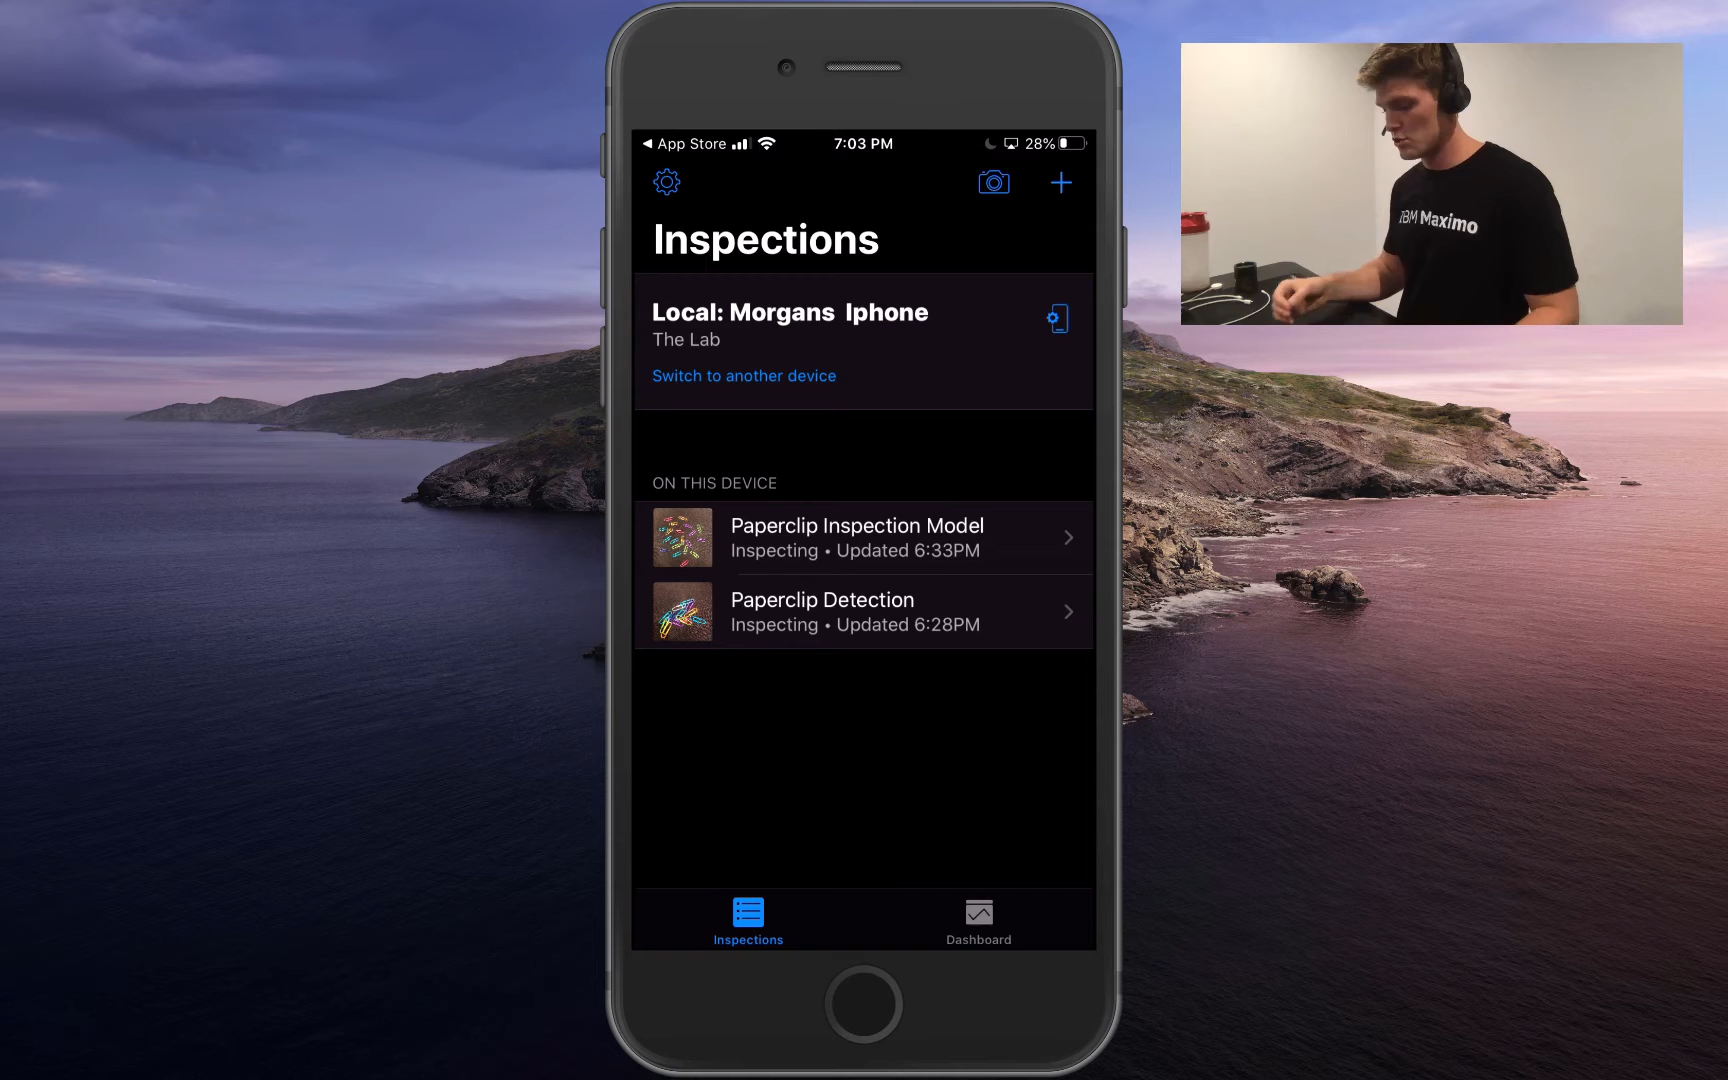 ◀ App Store
7:03 PM
28%
Inspections
Local: Morgans Iphone
The Lab
Switch to another device
ON THIS DEVICE
Paperclip Inspection Model
Inspecting • Updated 6:33PM
Paperclip Detection
Inspecting • Updated 6:28PM
Inspections
Dashboard
IBM Maximo